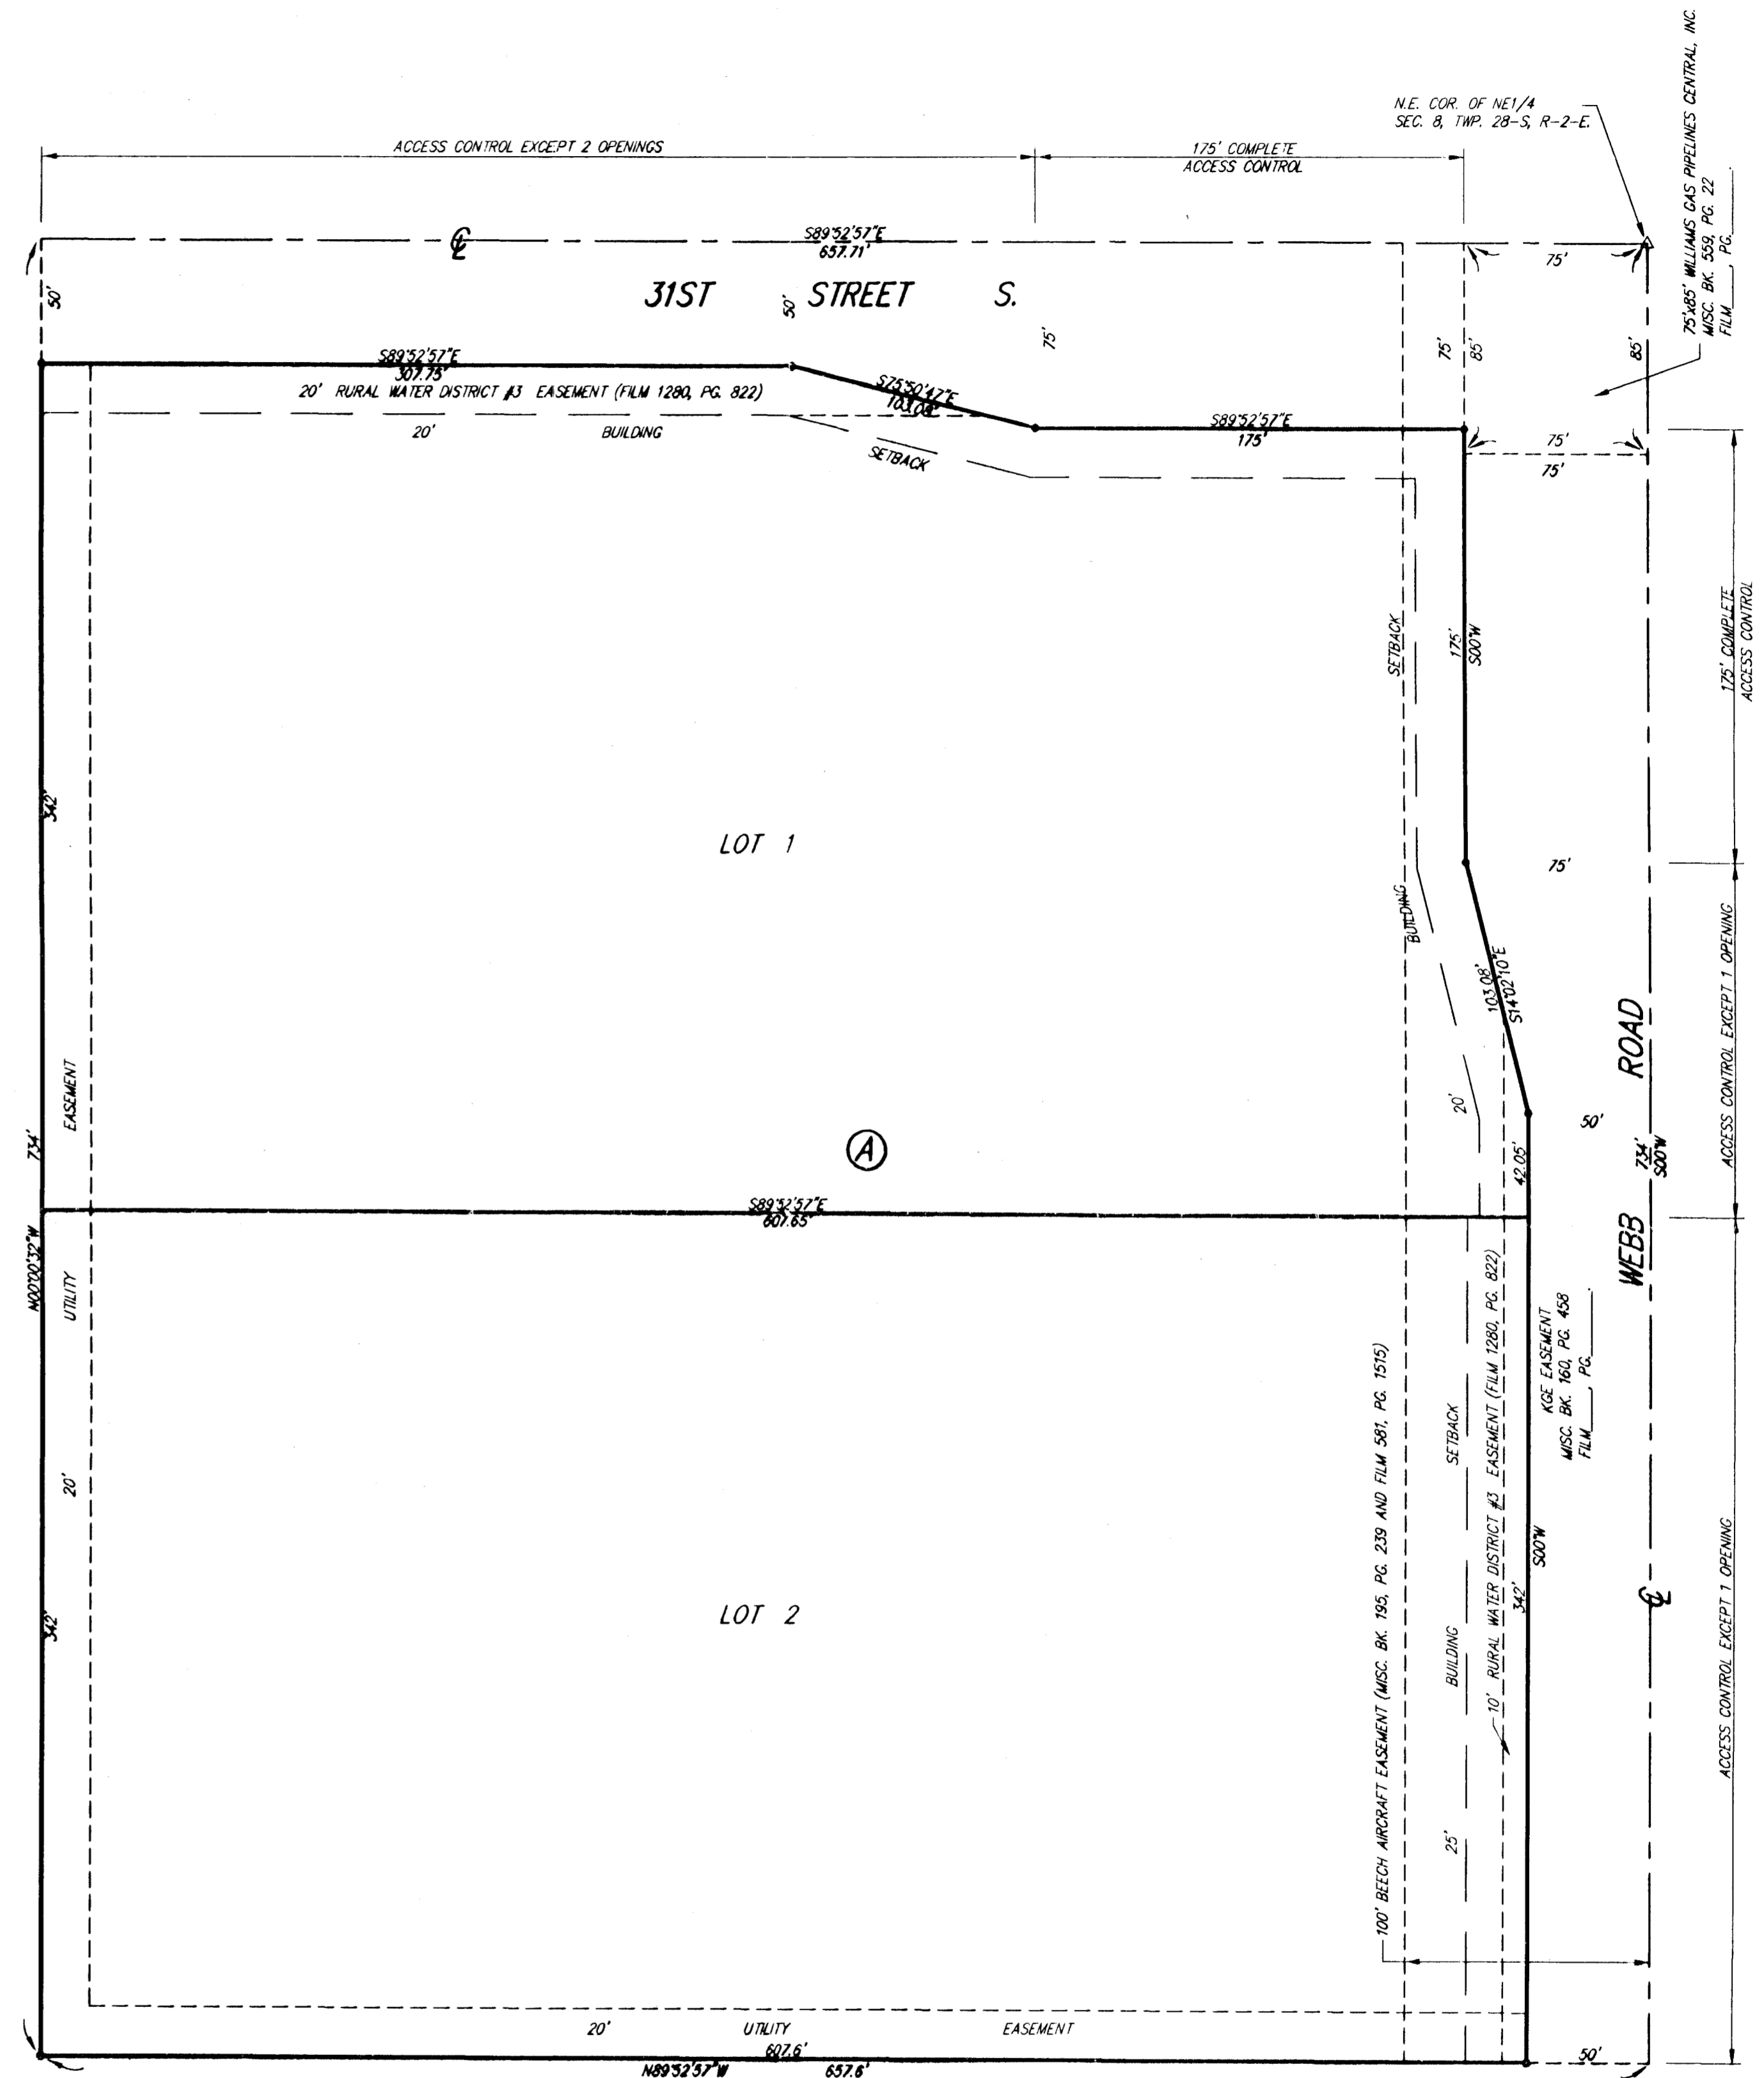 N.E. COR. OF NE1/4
SEC. 8, TWP. 28-S, R-2-E.
75'x85' WILLIAMS GAS PIPELINES CENTRAL, INC.
MISC. BK. 559, PG. 22
FILM____, PG.____.
ACCESS CONTROL EXCEPT 2 OPENINGS
175' COMPLETE
ACCESS CONTROL
℄
S89°52'57"E
657.71'
75'
50'
31ST STREET S.
50'
75'
75'
85'
85'
S89°52'57"E
307.75'
20' RURAL WATER DISTRICT #3 EASEMENT (FILM 1280, PG. 822)
S75°50'47"E
103.08'
S89°52'57"E
175'
75'
75'
20' BUILDING
SETBACK
175' COMPLETE
ACCESS CONTROL
SETBACK
175'
S00°W
342'
LOT 1
75'
BUILDING
103.08'
S14°02'10"E
ACCESS CONTROL EXCEPT 1 OPENING
WEBB ROAD
20'
50'
EASEMENT
734'
Ⓐ
42.05'
734'
S00°W
S89°52'57"E
607.65'
N00°00'32"W
UTILITY
KGE EASEMENT
MISC. BK. 160, PG. 458
FILM____, PG.____.
100' BEECH AIRCRAFT EASEMENT (MISC. BK. 195, PG. 239 AND FILM 581, PG. 1515)
SETBACK
10' RURAL WATER DISTRICT #3 EASEMENT (FILM 1280, PG. 822)
20'
S00°W
342'
342'
LOT 2
℄
BUILDING
ACCESS CONTROL EXCEPT 1 OPENING
25'
20' UTILITY EASEMENT
607.6'
N89°52'57"W 657.6'
50'